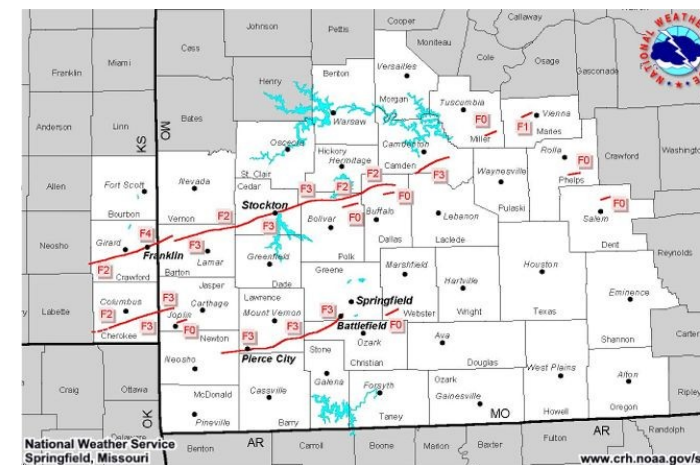 Cooper
Callaway
Johnson
Pettis
Moniteau
Cass
Cole
Osage
NATIONAL WEATHER
Gasconade
Franklin
Miami
Henry
Benton
Versailles
Morgan
Tuscumbia
F0
F1
Vienna
Maries
Miller
Warsaw
Anderson
Linn
KS
MO
Bates
Osceola
Hickory
Hermitage
Camdenton
Camden
Rolla
F0
Phelps
Crawford
Washington
Allen
Fort Scott
Bourbon
Nevada
Vernon
St. Clair
Cedar
F3
F2
F2
F3
F0
Waynesville
Pulaski
Stockton
F2
F3
Bolivar
F0
Buffalo
Lebanon
Salem
F0
Dent
Neosho
Girard
F4
Franklin
F2
Crawford
F3
Lamar
Barton
Greenfield
Dade
Polk
Dallas
Laclede
Reynolds
Greene
Marshfield
Hartville
Houston
Labette
Columbus
F2
F3
Cherokee
F3
Joplin
F0
Jasper
Carthage
Lawrence
Mount Vernon
F3
F3
Springfield
Battlefield
Webster
F0
Wright
Texas
Eminence
Shannon
Carter
Newton
Neosho
F3
Pierce City
Stone
Ozark
Christian
Ava
Douglas
Craig
Ottawa
McDonald
Pineville
Cassville
Barry
Galena
Forsyth
Taney
Ozark
Gainesville
West Plains
Howell
Alton
Oregon
Ripley
OK
MO
AR
AR
Delaware
Benton
Carroll
Boone
Marion
Baxter
Fulton
Randolph
National Weather Service
Springfield, Missouri
www.crh.noaa.gov/s